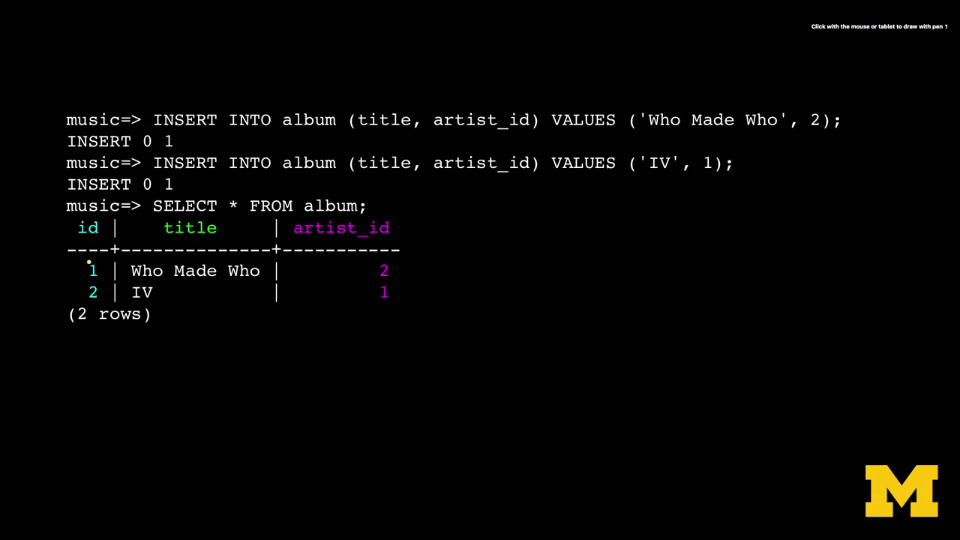 Click with the mouse or tablet to draw with pen 1
music=> INSERT INTO album (title, artist_id) VALUES ('Who Made Who', 2);
INSERT 0 1
music=> INSERT INTO album (title, artist_id) VALUES ('IV', 1);
INSERT 0 1
music=> SELECT * FROM album;
 id |    title     | artist_id
----+--------------+-----------
  1 | Who Made Who |         2
  2 | IV           |         1
(2 rows)
M